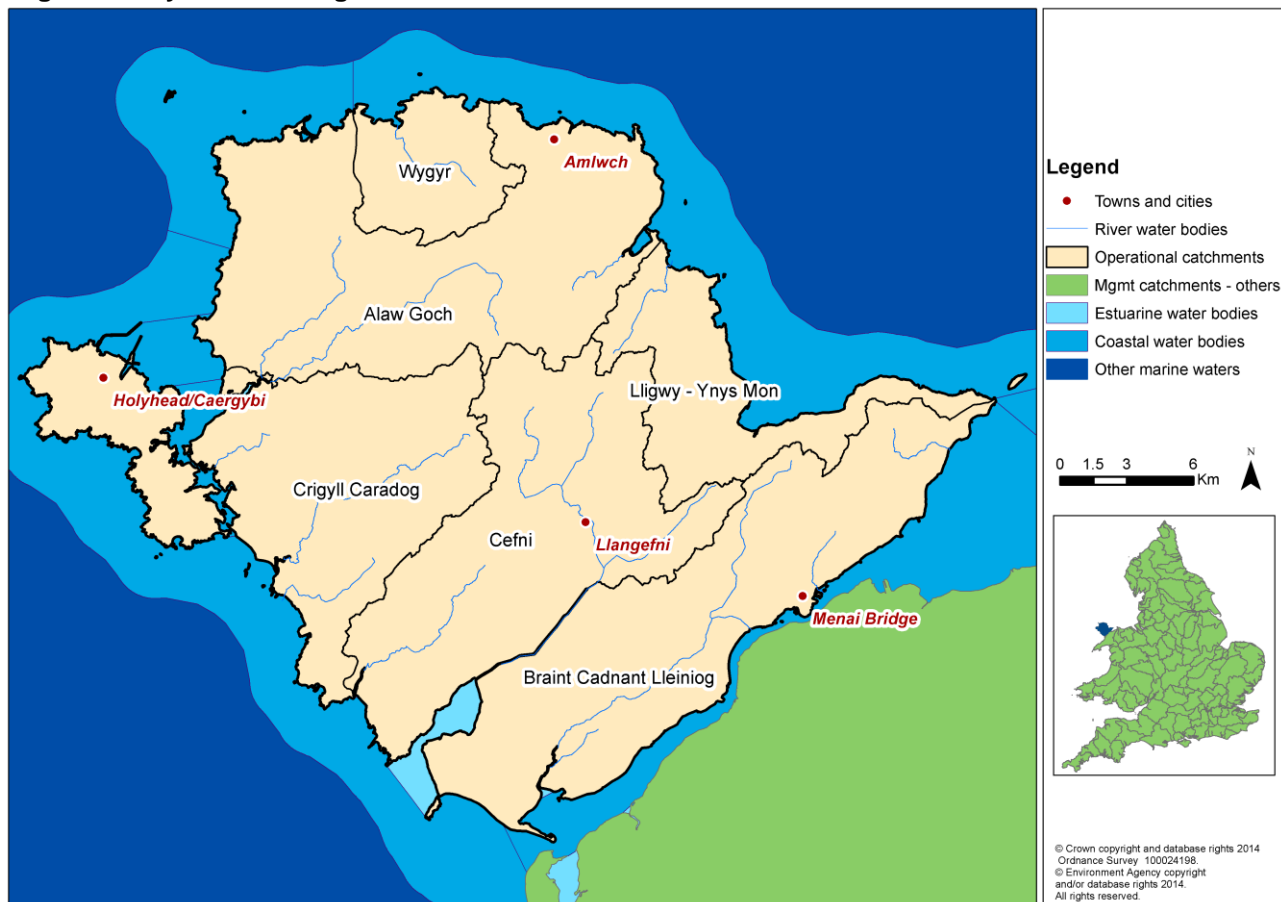 Wygyr
Amlwch
Alaw Goch
Holyhead/Caergybi
Lligwy - Ynys Mon
Crigyll Caradog
Cefni
Llangefni
Menai Bridge
Braint Cadnant Lleiniog
Legend
Towns and cities
River water bodies
Operational catchments
Mgmt catchments - others
Estuarine water bodies
Coastal water bodies
Other marine waters
N
0 1.5 3 6
Km
© Crown copyright and database rights 2014
Ordnance Survey 100024198.
© Environment Agency copyright
and/or database rights 2014.
All rights reserved.